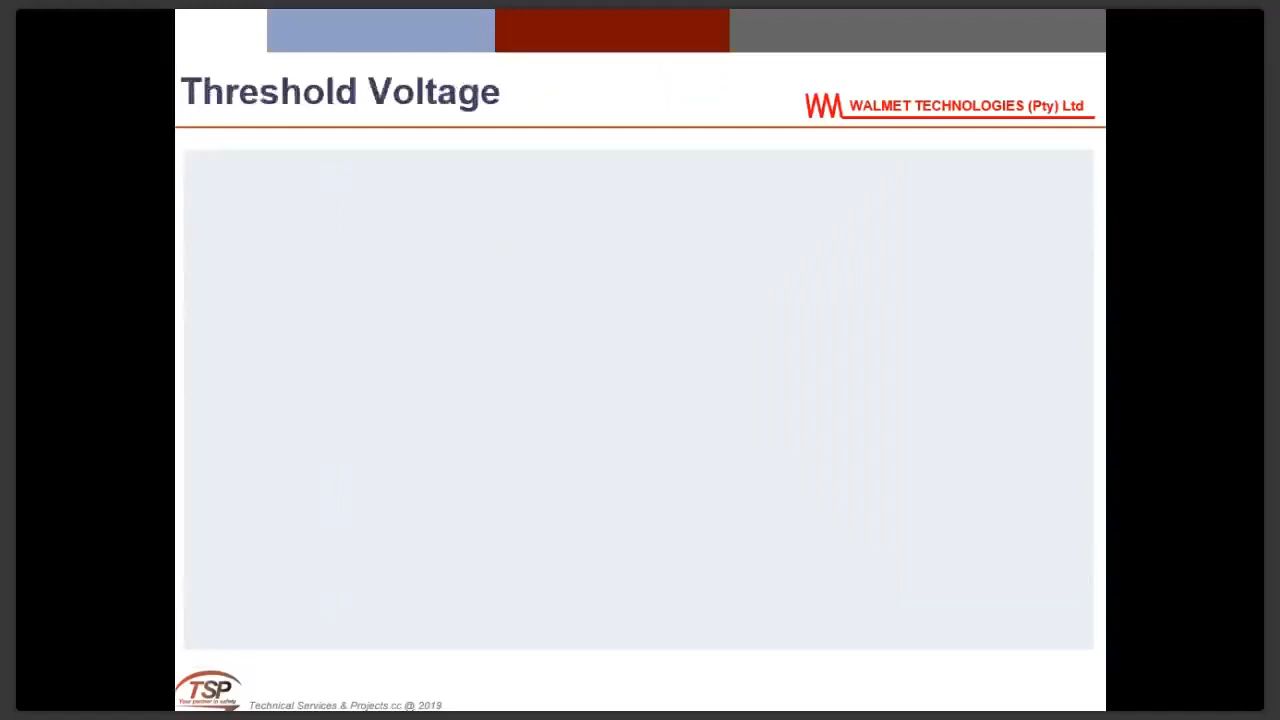 Threshold Voltage
WALMET TECHNOLOGIES (Pty) Ltd
TSP
Your partner in safety
Technical Services & Projects cc @ 2019